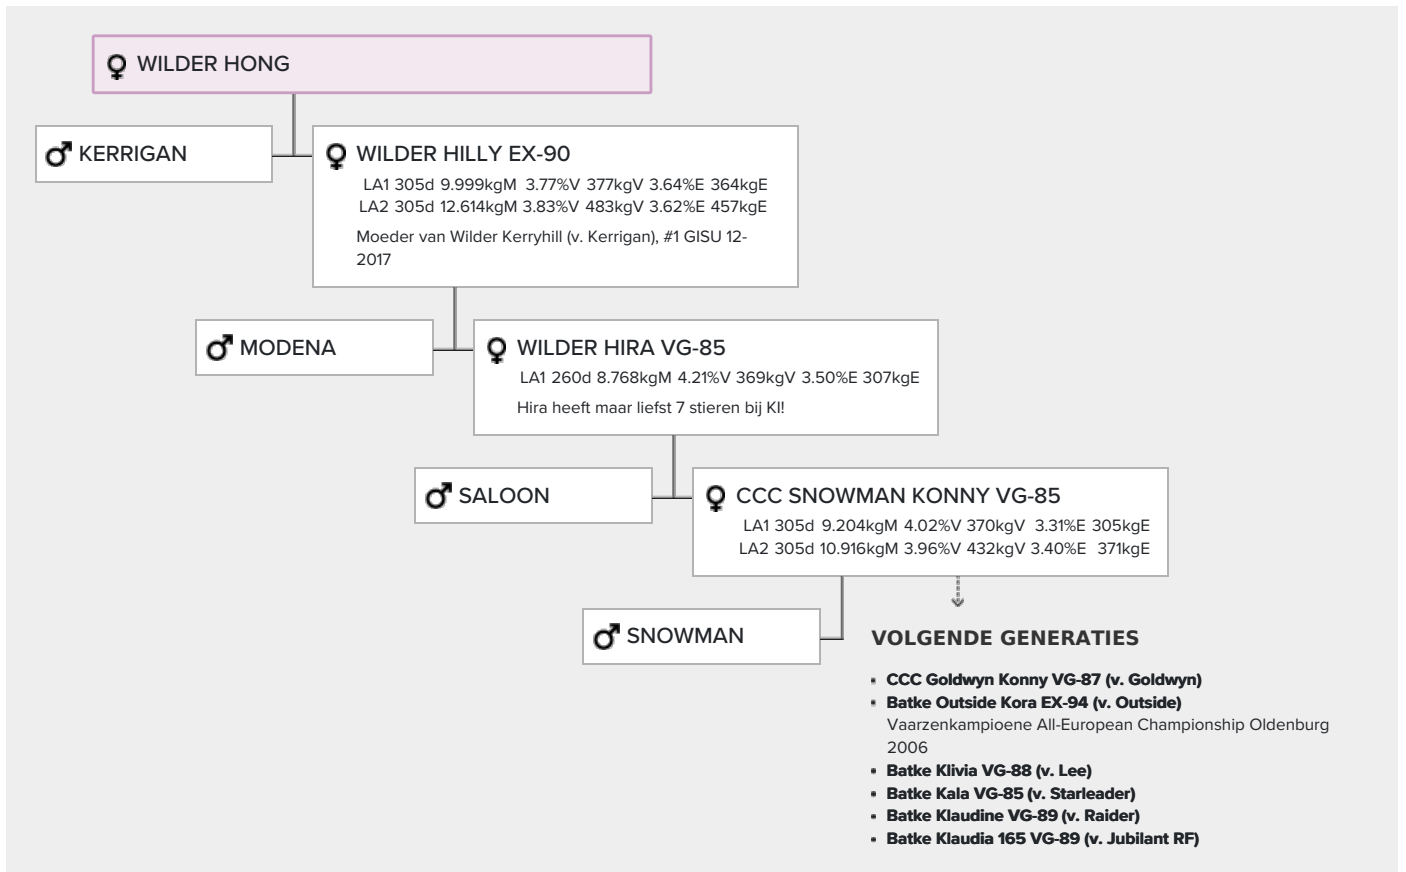 WILDER HONG
KERRIGAN
WILDER HILLY EX-90
LA1 305d 9.999kgM 3.77%V 377kgV 3.64%E 364kgE
LA2 305d 12.614kgM 3.83%V 483kgV 3.62%E 457kgE
Moeder van Wilder Kerryhill (v. Kerrigan), #1 GISU 12-
2017
MODENA
WILDER HIRA VG-85
LA1 260d 8.768kgM 4.21%V 369kgV 3.50%E 307kgE
Hira heeft maar liefst 7 stieren bij KI!
SALOON
CCC SNOWMAN KONNY VG-85
LA1 305d 9.204kgM 4.02%V 370kgV 3.31%E 305kgE
LA2 305d 10.916kgM 3.96%V 432kgV 3.40%E 371kgE
SNOWMAN
VOLGENDE GENERATIES
CCC Goldwyn Konny VG-87 (v. Goldwyn)
Batke Outside Kora EX-94 (v. Outside)
Vaarzenkampioene All-European Championship Oldenburg
2006
Batke Klivia VG-88 (v. Lee)
Batke Kala VG-85 (v. Starleader)
Batke Klaudine VG-89 (v. Raider)
Batke Klaudia 165 VG-89 (v. Jubilant RF)